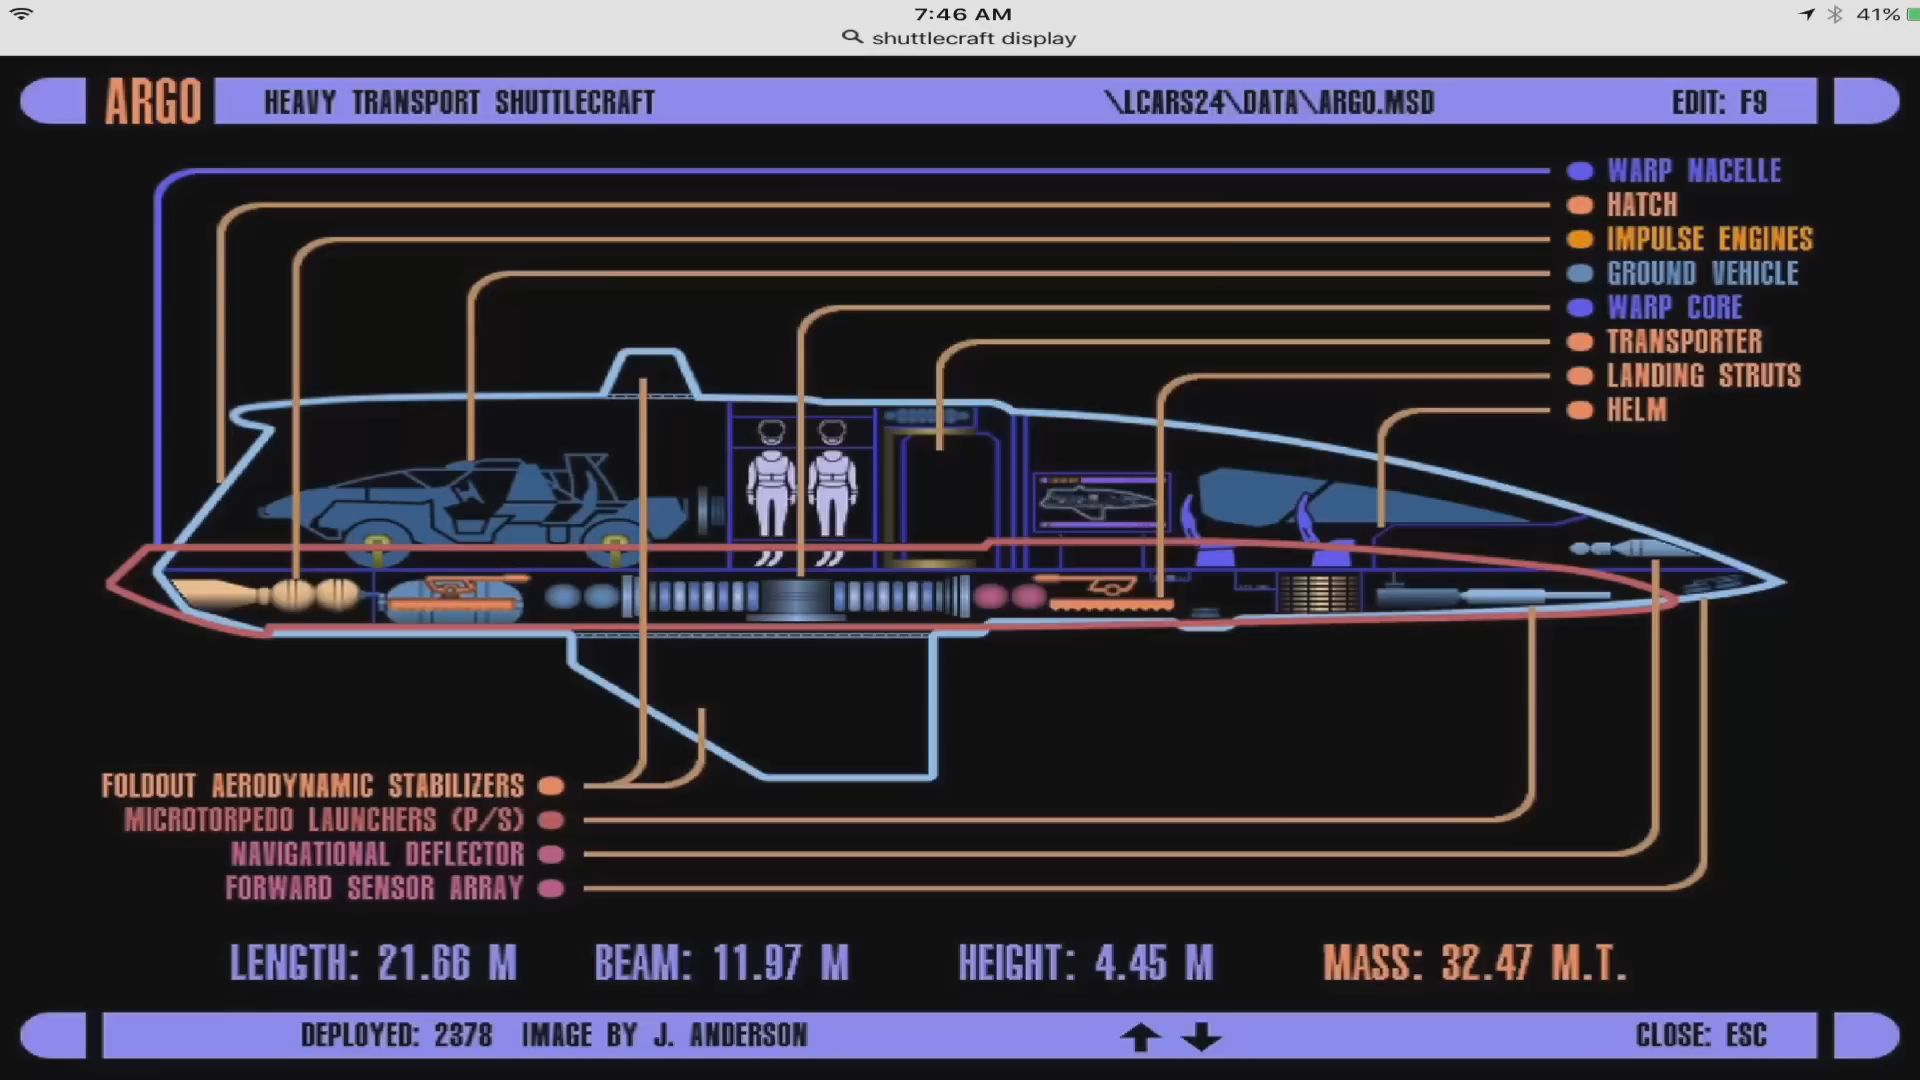 7:46 AM
41%
shuttlecraft display
ARGO HEAVY TRANSPORT SHUTTLECRAFT \LCARS24\DATA\ARGO.MSD EDIT: F9
WARP NACELLE
HATCH
IMPULSE ENGINES
GROUND VEHICLE
WARP CORE
TRANSPORTER
LANDING STRUTS
HELM
FOLDOUT AERODYNAMIC STABILIZERS
MICROTORPEDO LAUNCHERS (P/S)
NAVIGATIONAL DEFLECTOR
FORWARD SENSOR ARRAY
LENGTH: 21.66 M BEAM: 11.97 M HEIGHT: 4.45 M MASS: 32.47 M.T.
DEPLOYED: 2378 IMAGE BY J. ANDERSON CLOSE: ESC